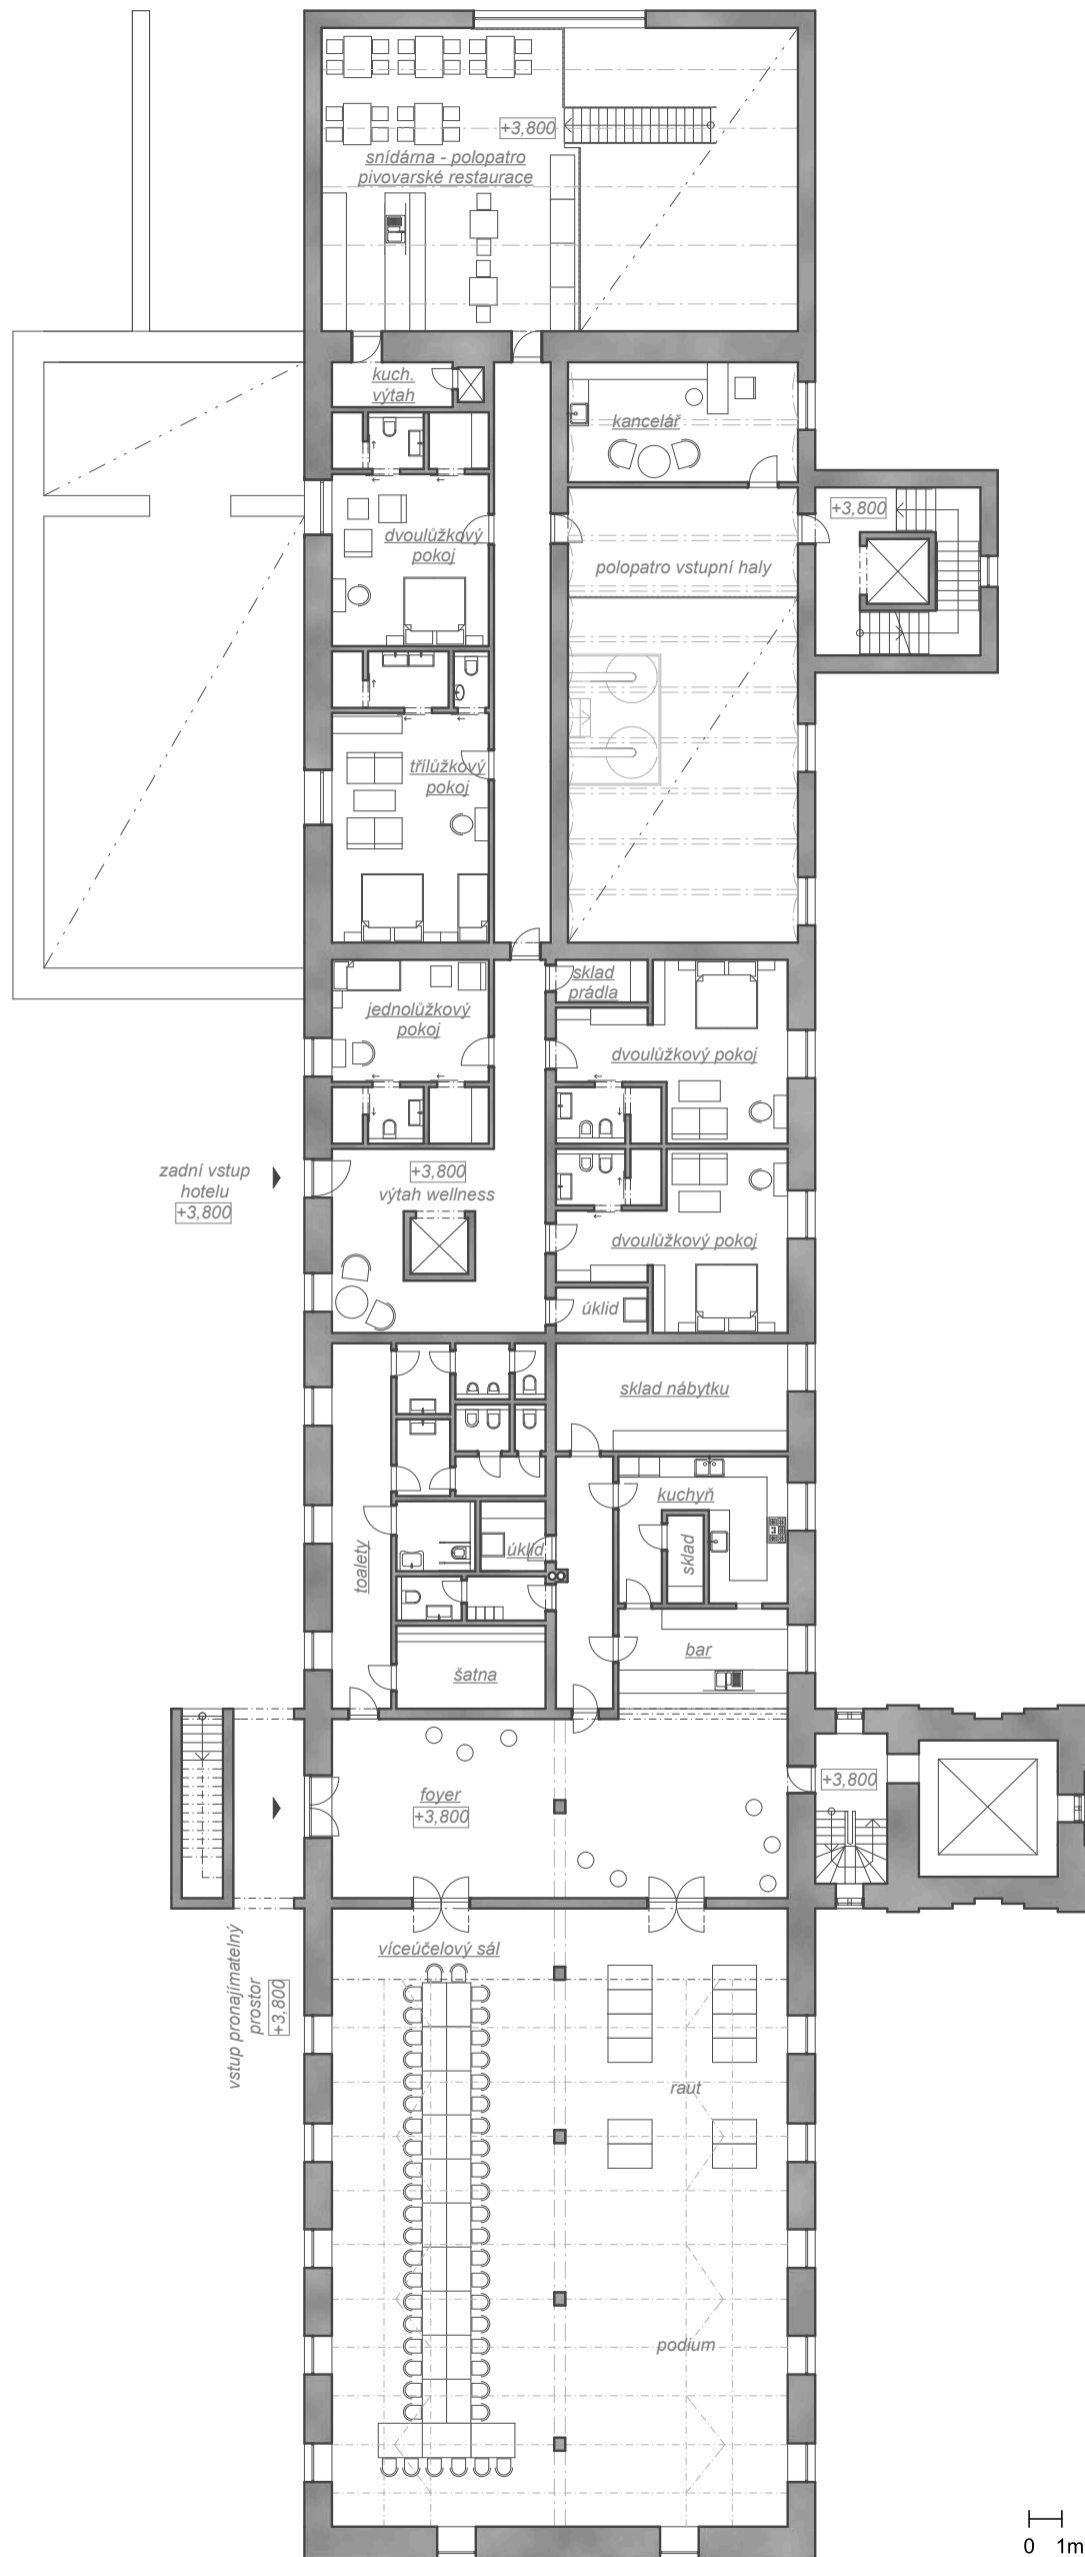 +3,800
snídárna - polopatro
pivovarské restaurace
kuch.
výtah
kancelář
+3,800
dvoulůžkový
pokoj
polopatro vstupní haly
třílůžkový
pokoj
sklad
prádla
jednolůžkový
pokoj
dvoulůžkový pokoj
zadní vstup
hotelu
+3,800
+3,800
výtah wellness
dvoulůžkový pokoj
úklid
sklad nábytku
kuchyň
sklad
úklid
toalety
bar
šatna
foyer
+3,800
+3,800
víceúčelový sál
vstup pronajímatelný
prostor
+3,800
raut
podium
0 1m